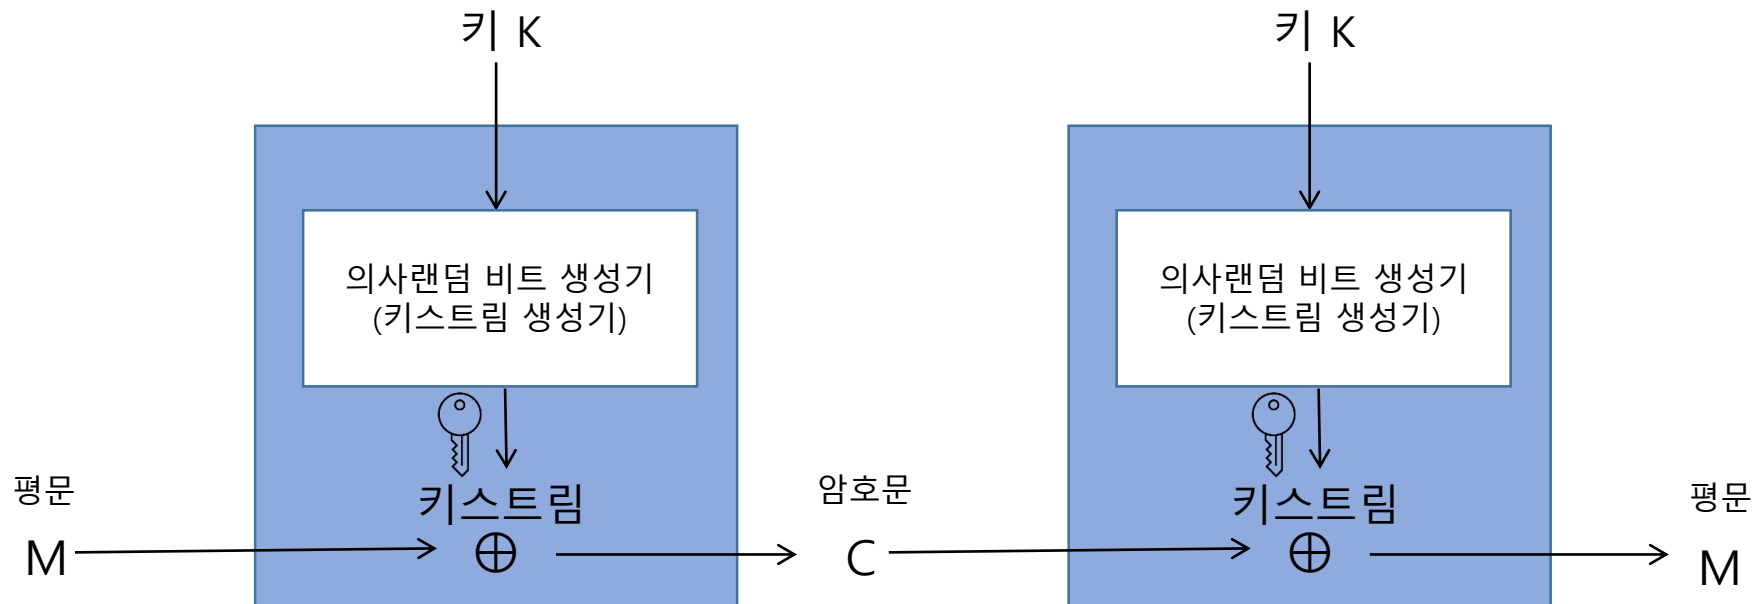 키 K
키 K
의사랜덤 비트 생성기
(키스트림 생성기)
의사랜덤 비트 생성기
(키스트림 생성기)
평문
키스트림
암호문
키스트림
평문
M
C
M